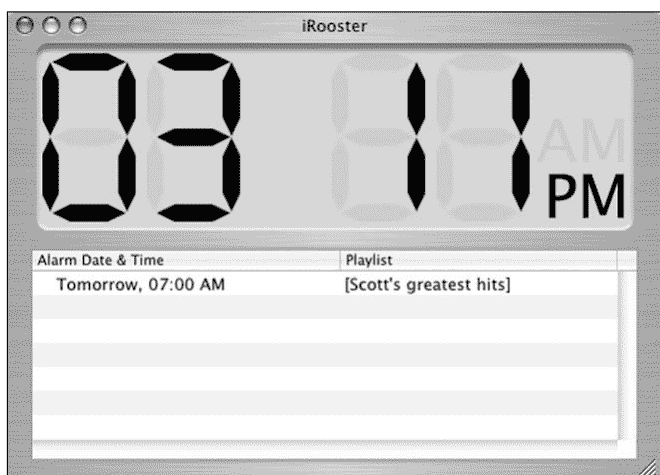 iRooster
03 11
AM
PM
Alarm Date & Time Playlist
Tomorrow, 07:00 AM [Scott's greatest hits]